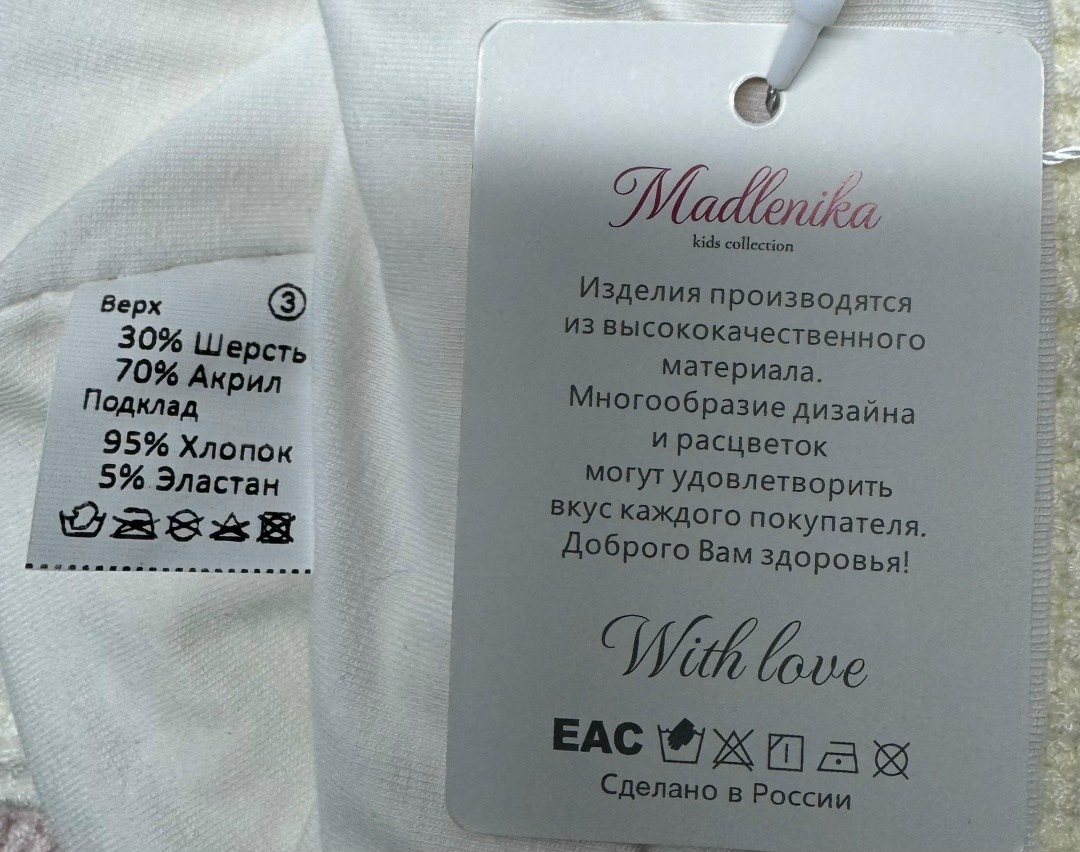 Верх ③
30% Шерсть
70% Акрил
Подклад
95% Хлопок
5% Эластан
Madlenika
kids collection
Изделия производятся
из высококачественного
материала.
Многообразие дизайна
и расцветок
могут удовлетворить
вкус каждого покупателя.
Доброго Вам здоровья!
With love
EAC
Сделано в России